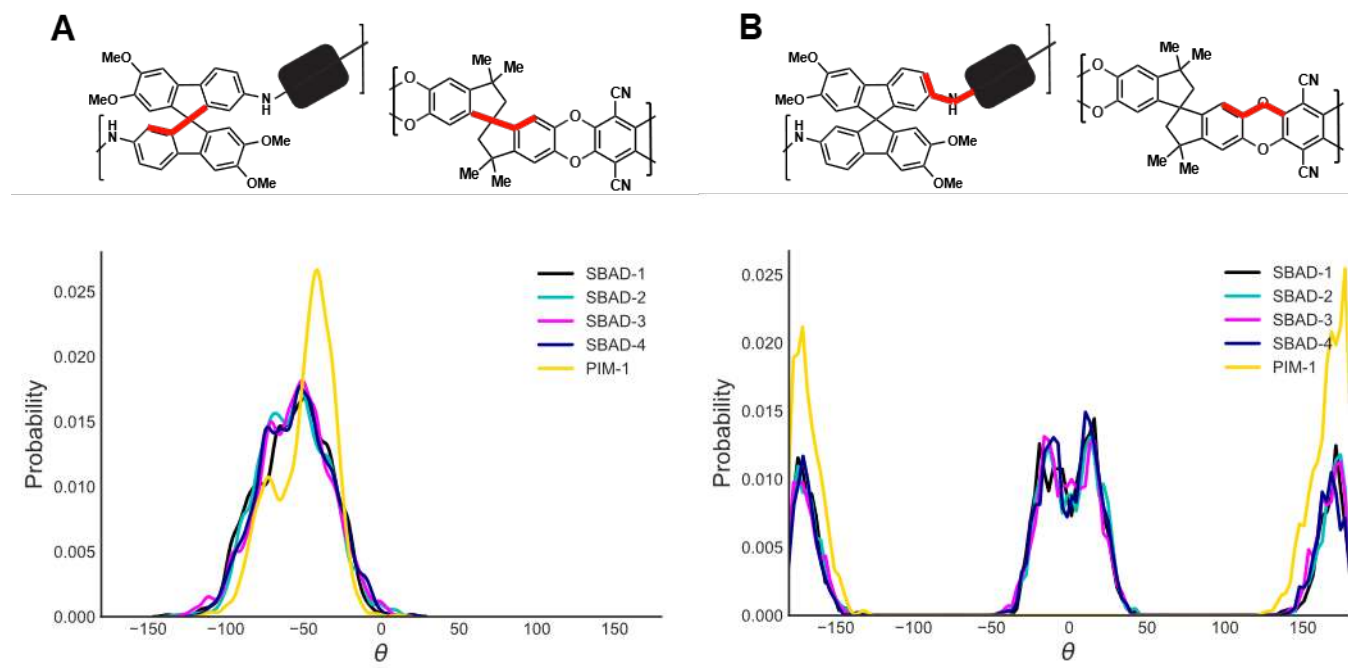 A
MeO
MeO
N
H
H
N
OMe
OMe
Me
Me
O
O
Me
Me
O
O
CN
CN
B
MeO
MeO
N
H
H
N
OMe
OMe
Me
Me
O
O
Me
Me
O
O
CN
CN
Probability
0.025
0.020
0.015
0.010
0.005
0.000
−150
−100
−50
0
50
100
150
θ
SBAD-1
SBAD-2
SBAD-3
SBAD-4
PIM-1
Probability
0.025
0.020
0.015
0.010
0.005
0.000
−150
−100
−50
0
50
100
150
θ
SBAD-1
SBAD-2
SBAD-3
SBAD-4
PIM-1